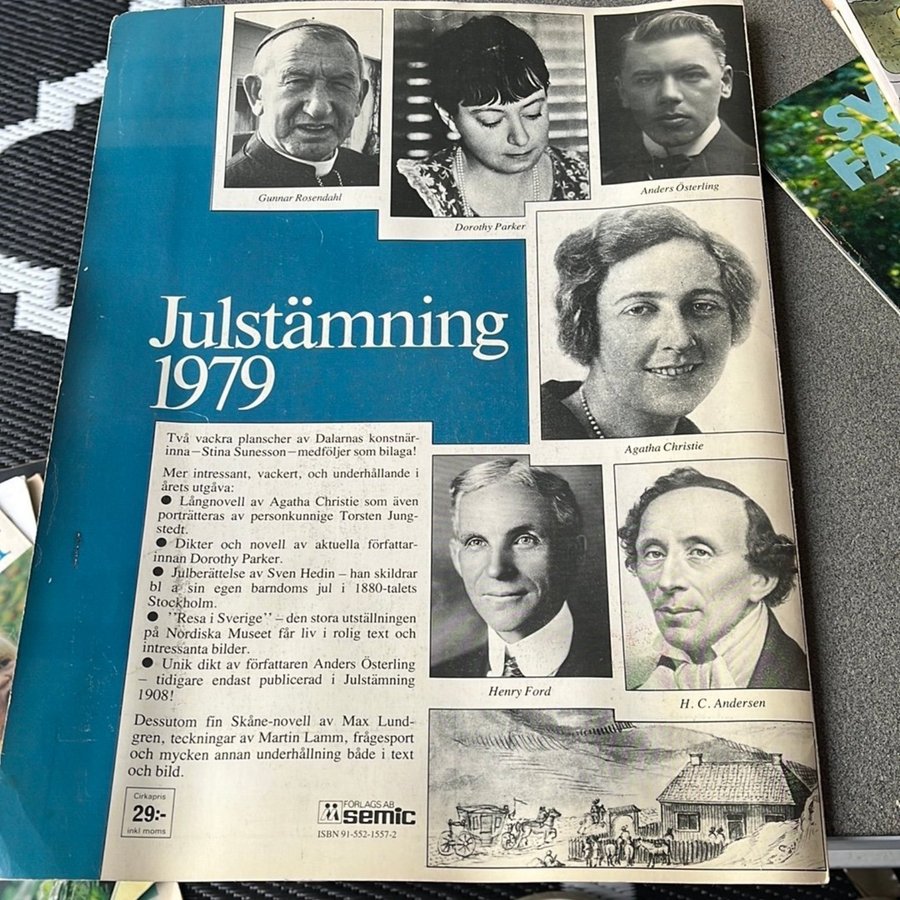 Gunnar Rosendahl
Dorothy Parker
Anders Österling
SV
FA
Julstämning
1979
Agatha Christie
Två vackra planscher av Dalarnas konstnär-
inna – Stina Sunesson – medföljer som bilaga!
Mer intressant, vackert, och underhållande i
årets utgåva:
● Långnovell av Agatha Christie som även
porträtteras av personkunnige Torsten Jung-
stedt.
● Dikter och novell av aktuella författar-
innan Dorothy Parker.
● Julberättelse av Sven Hedin – han skildrar
bl a sin egen barndoms jul i 1880-talets
Stockholm.
● ”Resa i Sverige” – den stora utställningen
på Nordiska Museet får liv i rolig text och
intressanta bilder.
● Unik dikt av författaren Anders Österling
– tidigare endast publicerad i Julstämning
1908!
Henry Ford
H. C. Andersen
Dessutom fin Skåne-novell av Max Lund-
gren, teckningar av Martin Lamm, frågesport
och mycken annan underhållning både i text
och bild.
Cirkapris
29:-
inkl moms
FÖRLAGS AB
semic
ISBN 91-552-1557-2